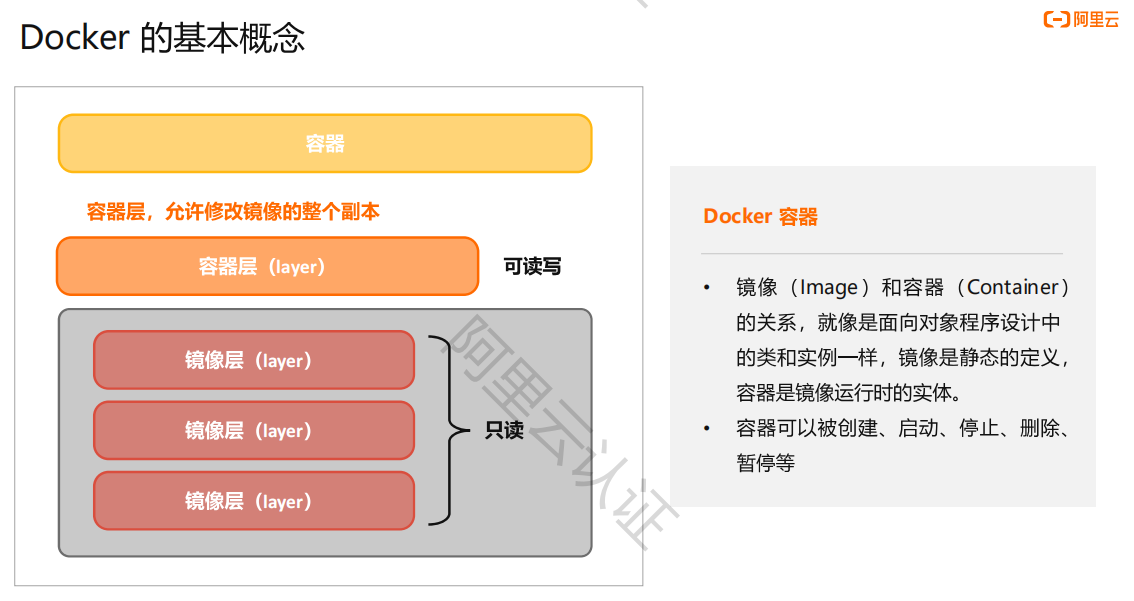 Docker 的基本概念
阿里云
容器
容器层，允许修改镜像的整个副本
容器层（layer）
可读写
镜像层（layer）
镜像层（layer）
镜像层（layer）
只读
阿里云认证
Docker 容器
• 镜像（Image）和容器（Container）
的关系，就像是面向对象程序设计中
的类和实例一样，镜像是静态的定义，
容器是镜像运行时的实体。
• 容器可以被创建、启动、停止、删除、
暂停等